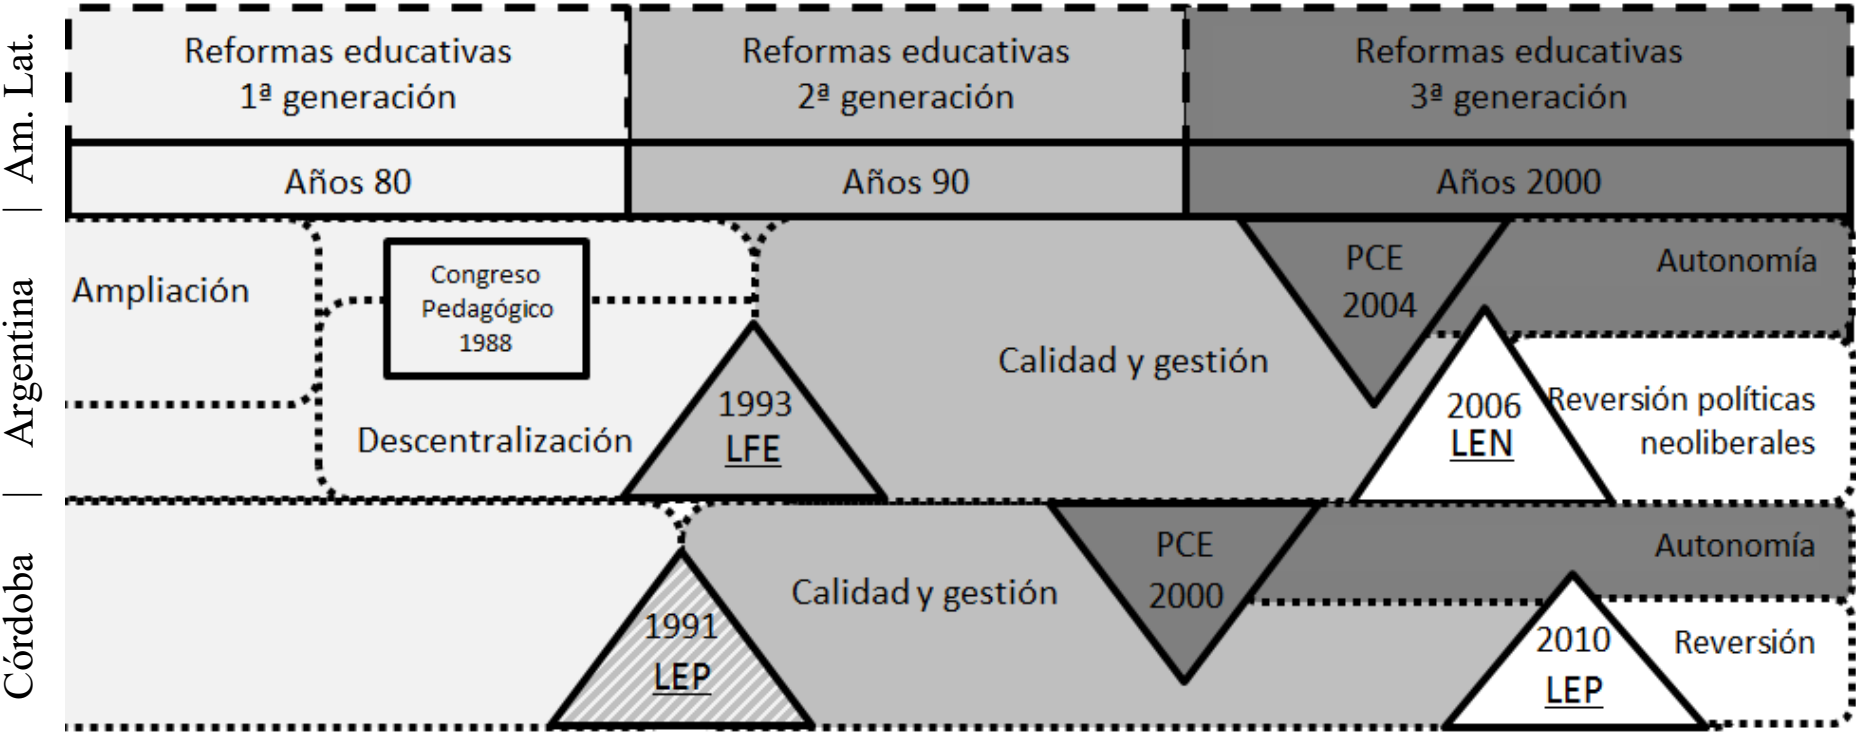 Am. Lat.
Reformas educativas
1ª generación
Reformas educativas
2ª generación
Reformas educativas
3ª generación
Años 80
Años 90
Años 2000
|
Argentina
Ampliación
Congreso
Pedagógico
1988
Descentralización
1993
LFE
Calidad y gestión
PCE
2004
Autonomía
2006
LEN
Reversión políticas
neoliberales
|
Córdoba
1991
LEP
Calidad y gestión
PCE
2000
Autonomía
2010
LEP
Reversión